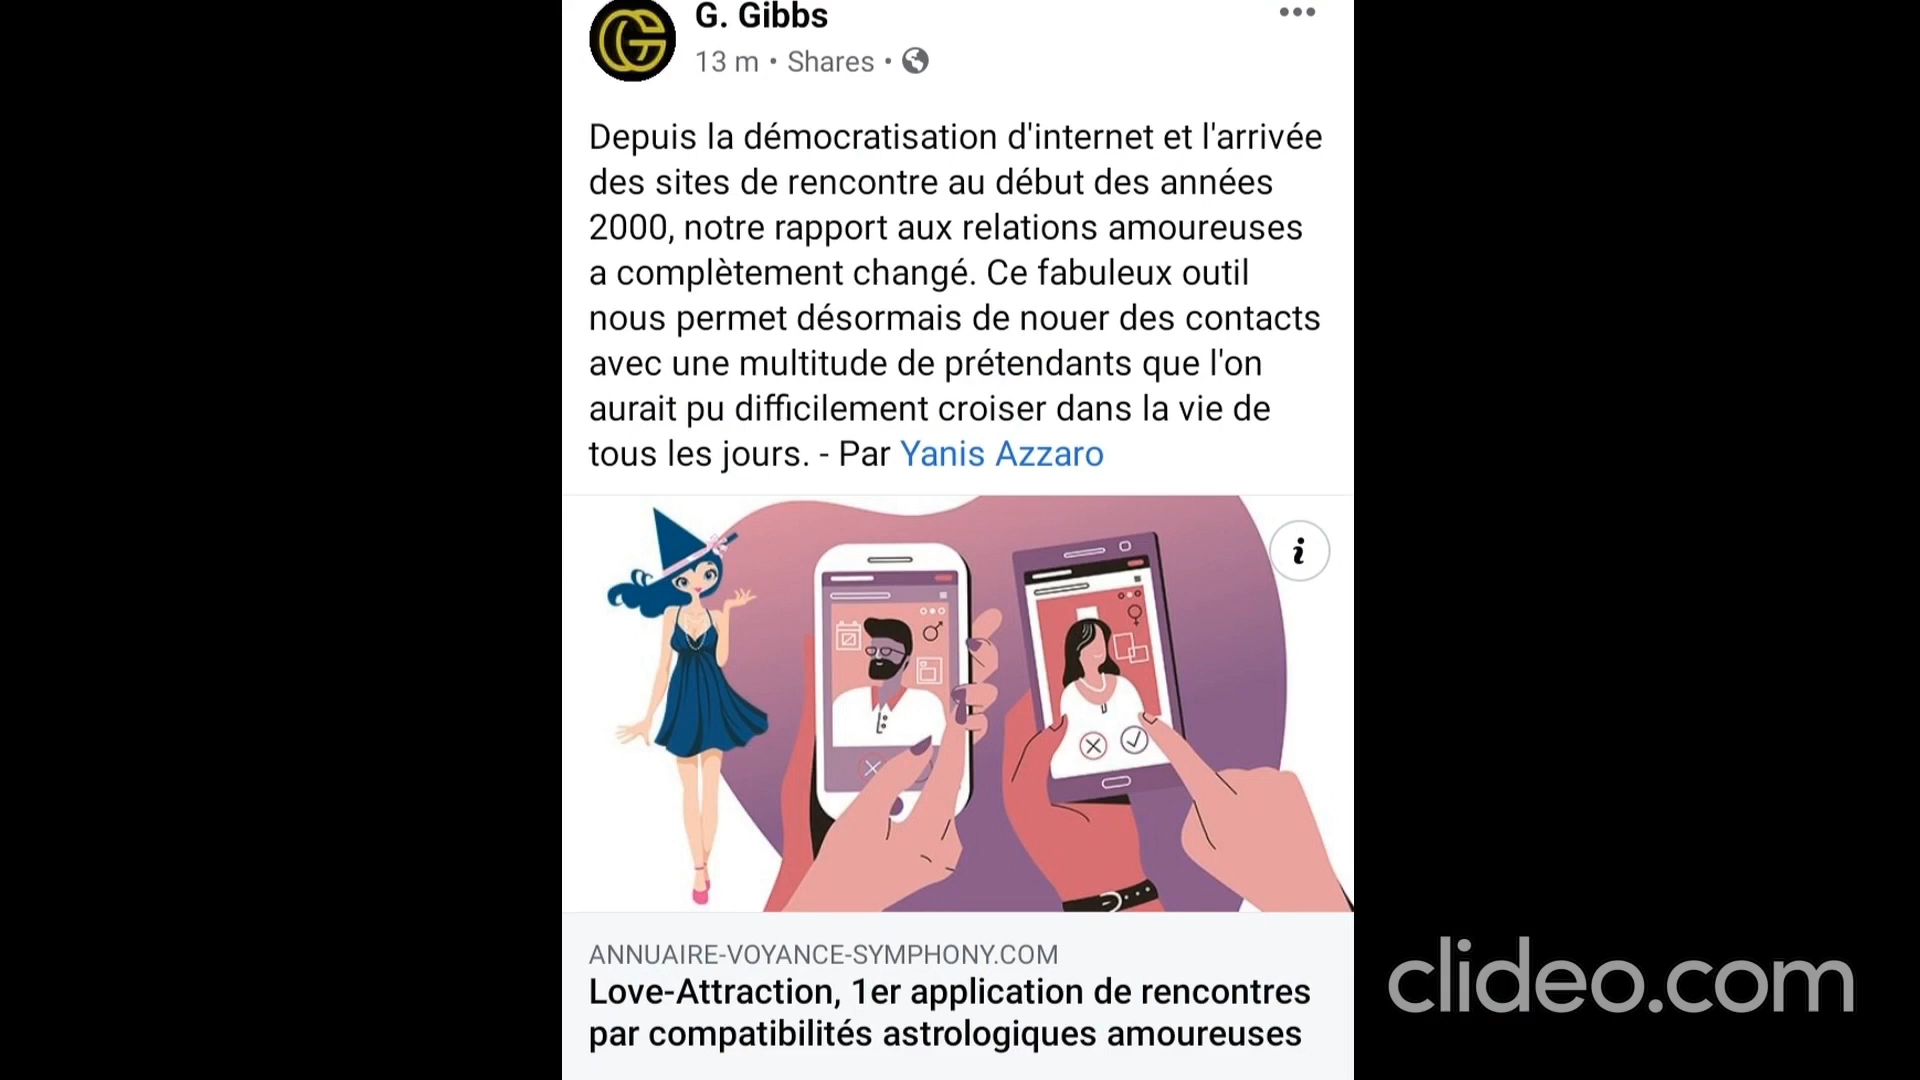 G. Gibbs
13 m • Shares •
Depuis la démocratisation d'internet et l'arrivée
des sites de rencontre au début des années
2000, notre rapport aux relations amoureuses
a complètement changé. Ce fabuleux outil
nous permet désormais de nouer des contacts
avec une multitude de prétendants que l'on
aurait pu difficilement croiser dans la vie de
tous les jours. - Par Yanis Azzaro
i
ANNUAIRE-VOYANCE-SYMPHONY.COM
Love-Attraction, 1er application de rencontres
par compatibilités astrologiques amoureuses
clideo.com